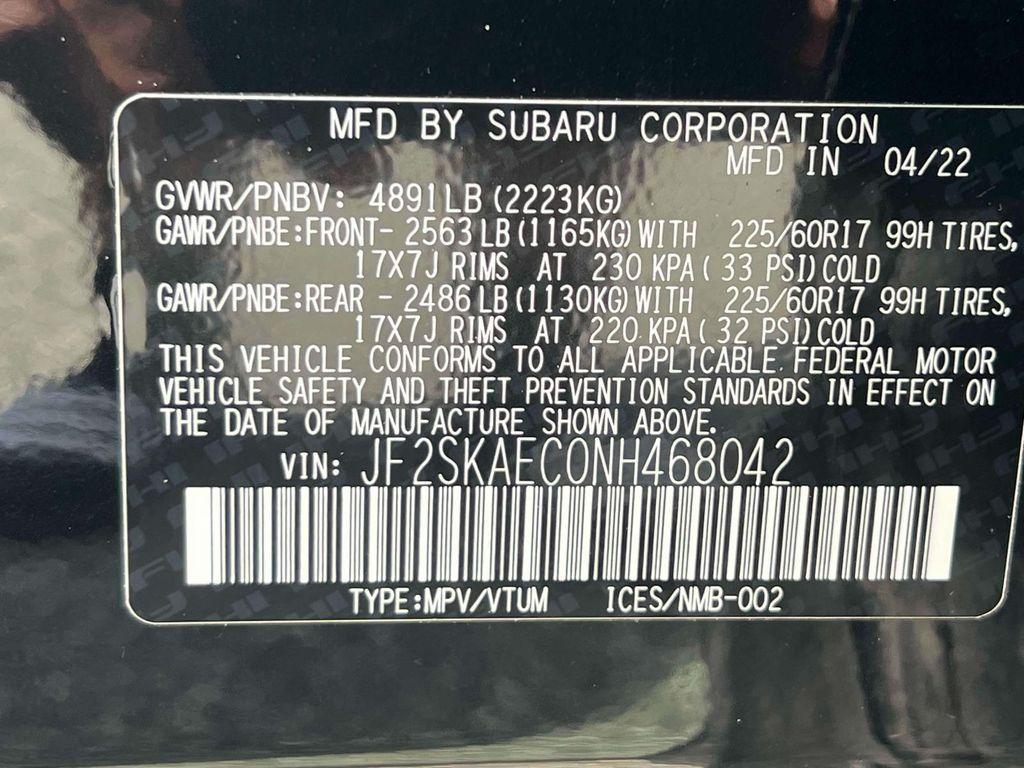 MFD BY SUBARU CORPORATION
MFD IN 04/22
GVWR/PNBV: 4891LB (2223KG)
GAWR/PNBE:FRONT- 2563 LB (1165KG) WITH 225/60R17 99H TIRES,
17X7J RIMS AT 230 KPA ( 33 PSI) COLD
GAWR/PNBE:REAR - 2486 LB (1130KG) WITH 225/60R17 99H TIRES,
17X7J RIMS AT 220 KPA ( 32 PSI) COLD
THIS VEHICLE CONFORMS TO ALL APPLICABLE FEDERAL MOTOR
VEHICLE SAFETY AND THEFT PREVENTION STANDARDS IN EFFECT ON
THE DATE OF MANUFACTURE SHOWN ABOVE.
VIN: JF2SKAEC0NH468042
TYPE:MPV/VTUM ICES/NMB-002